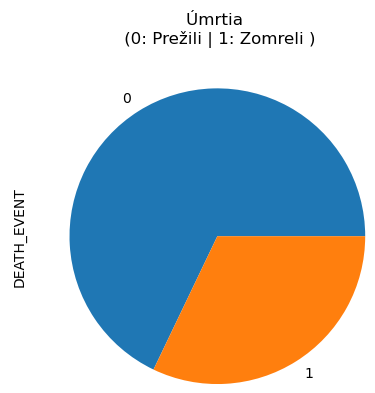 Úmrtia
(0: Prežili | 1: Zomreli )
0
DEATH_EVENT
1